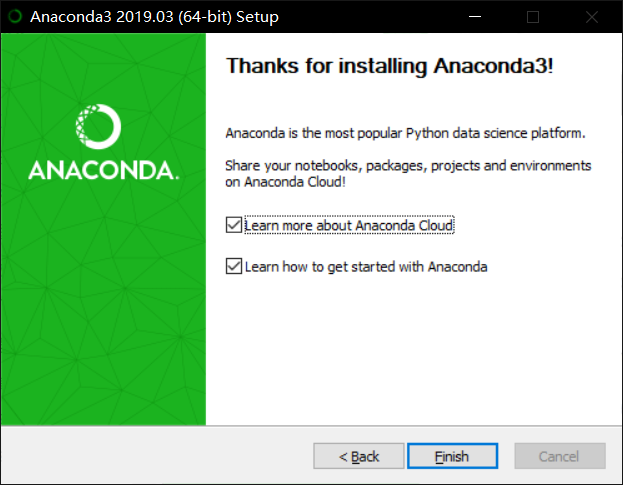 Anaconda3 2019.03 (64-bit) Setup
Thanks for installing Anaconda3!
ANACONDA.
Anaconda is the most popular Python data science platform.
Share your notebooks, packages, projects and environments
on Anaconda Cloud!
Learn more about Anaconda Cloud
Learn how to get started with Anaconda
< Back
Finish
Cancel